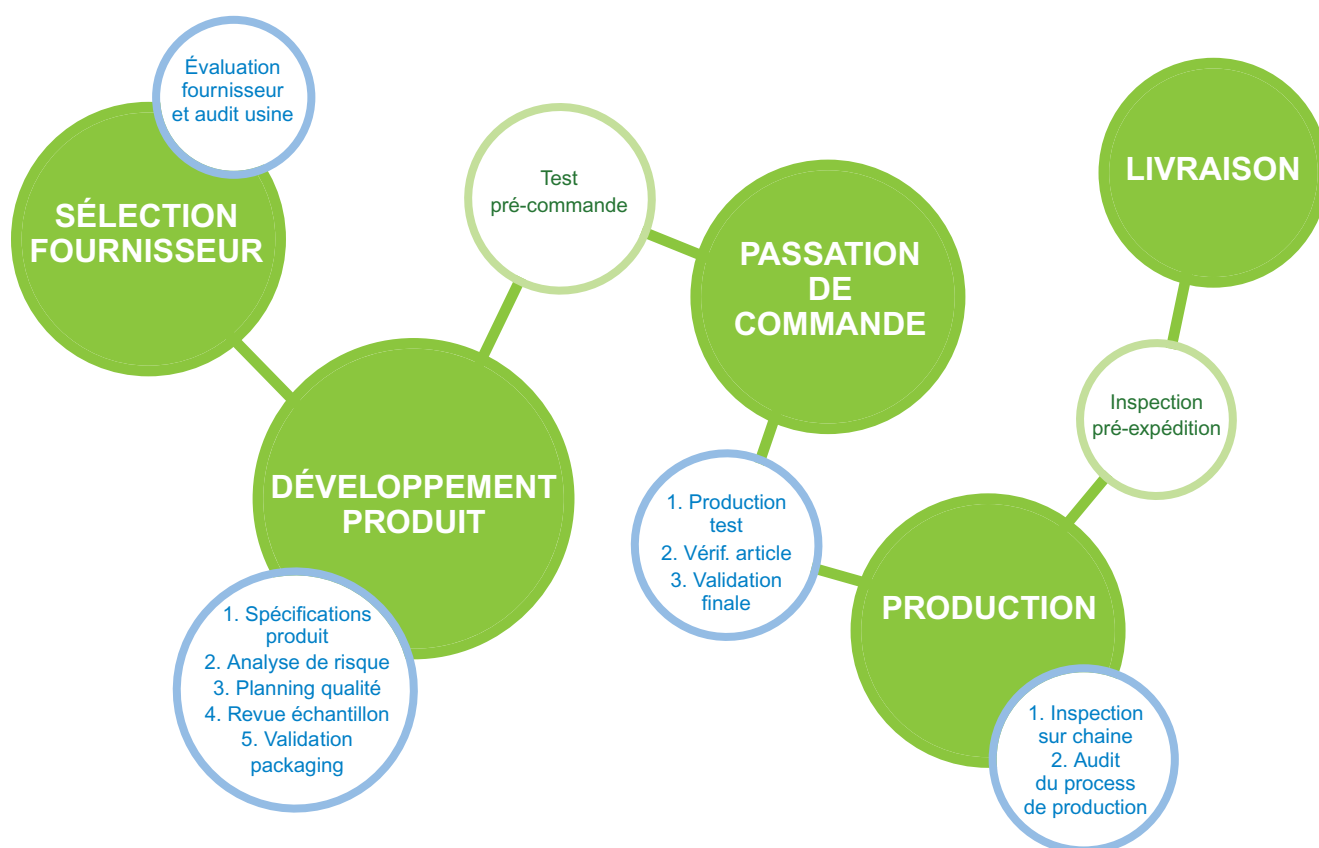 Évaluation
fournisseur
et audit usine
SÉLECTION
FOURNISSEUR
DÉVELOPPEMENT
PRODUIT
1. Spécifications
produit
2. Analyse de risque
3. Planning qualité
4. Revue échantillon
5. Validation
packaging
Test
pré-commande
PASSATION
DE
COMMANDE
1. Production
test
2. Vérif. article
3. Validation
finale
PRODUCTION
1. Inspection
sur chaine
2. Audit
du process
de production
Inspection
pré-expédition
LIVRAISON